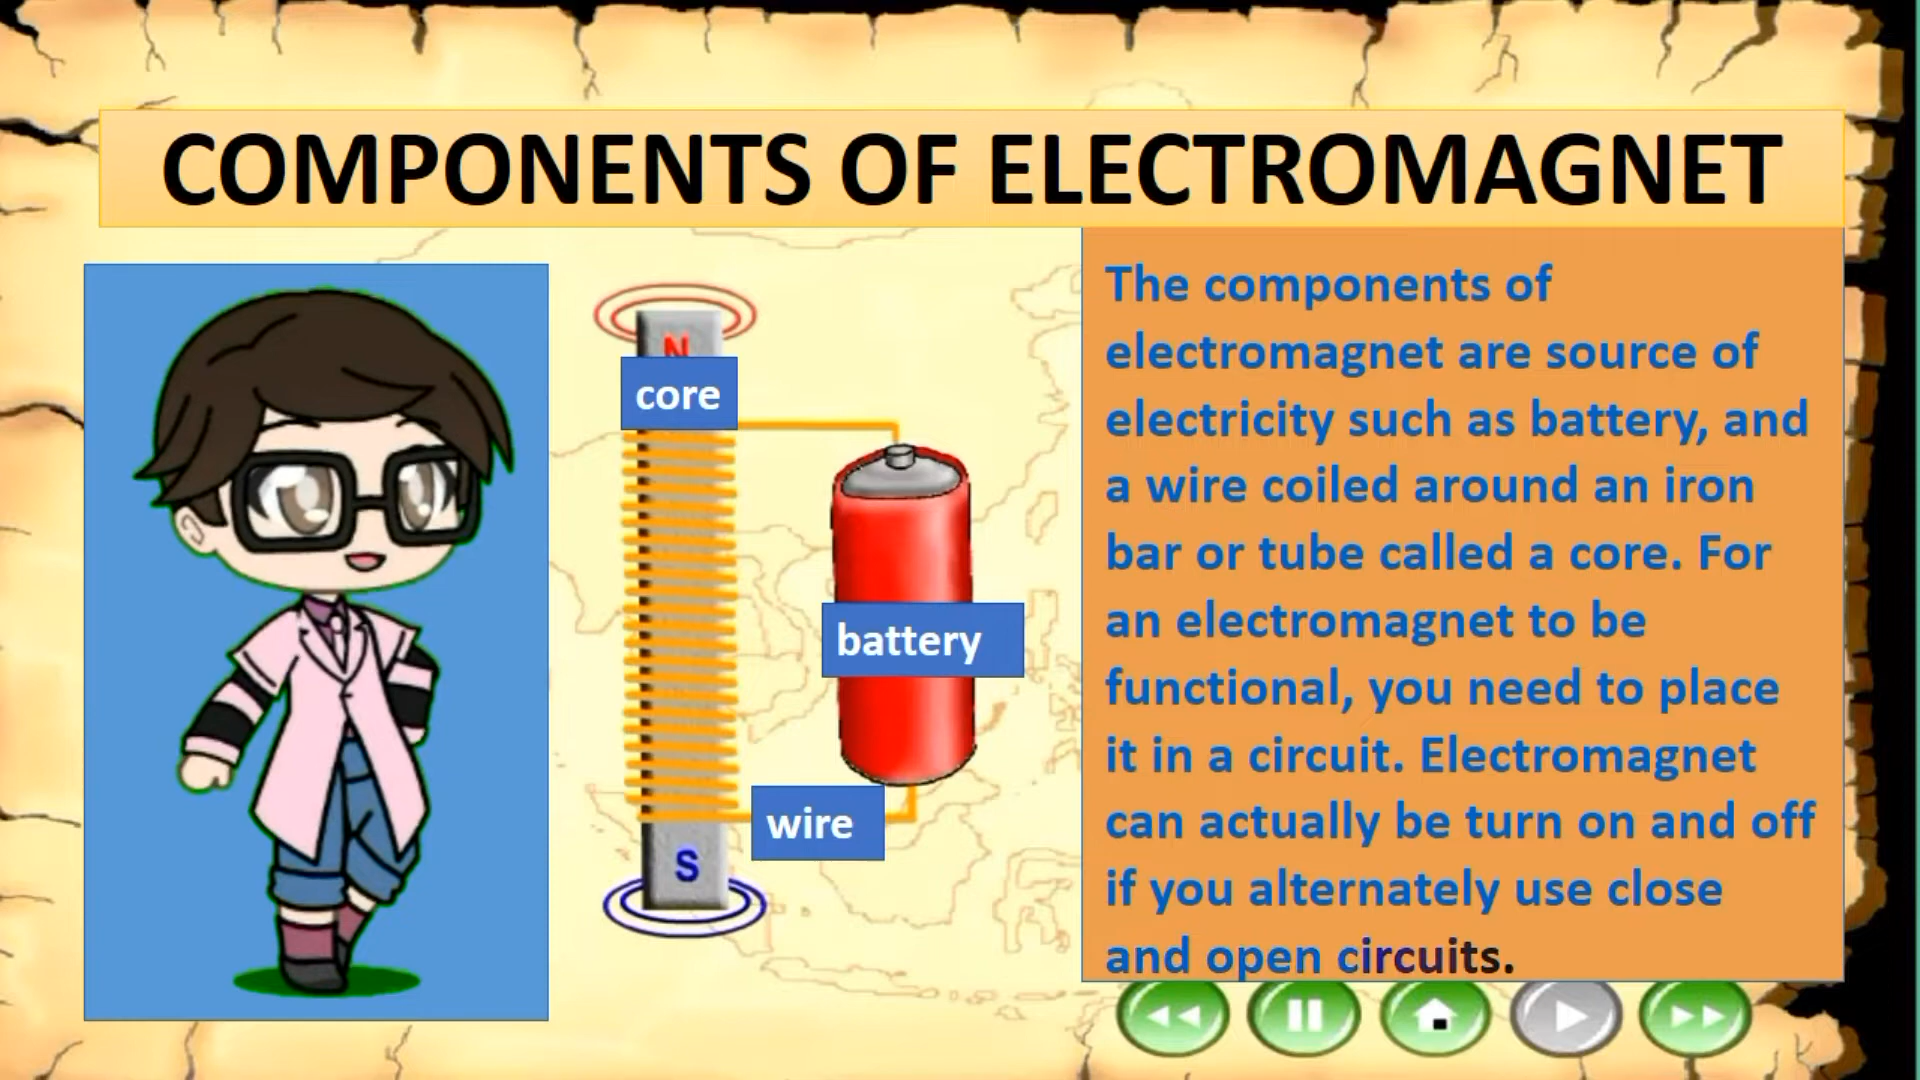 COMPONENTS OF ELECTROMAGNET
N
core
battery
wire
S
The components of
electromagnet are source of
electricity such as battery, and
a wire coiled around an iron
bar or tube called a core. For
an electromagnet to be
functional, you need to place
it in a circuit. Electromagnet
can actually be turn on and off
if you alternately use close
and open circuits.